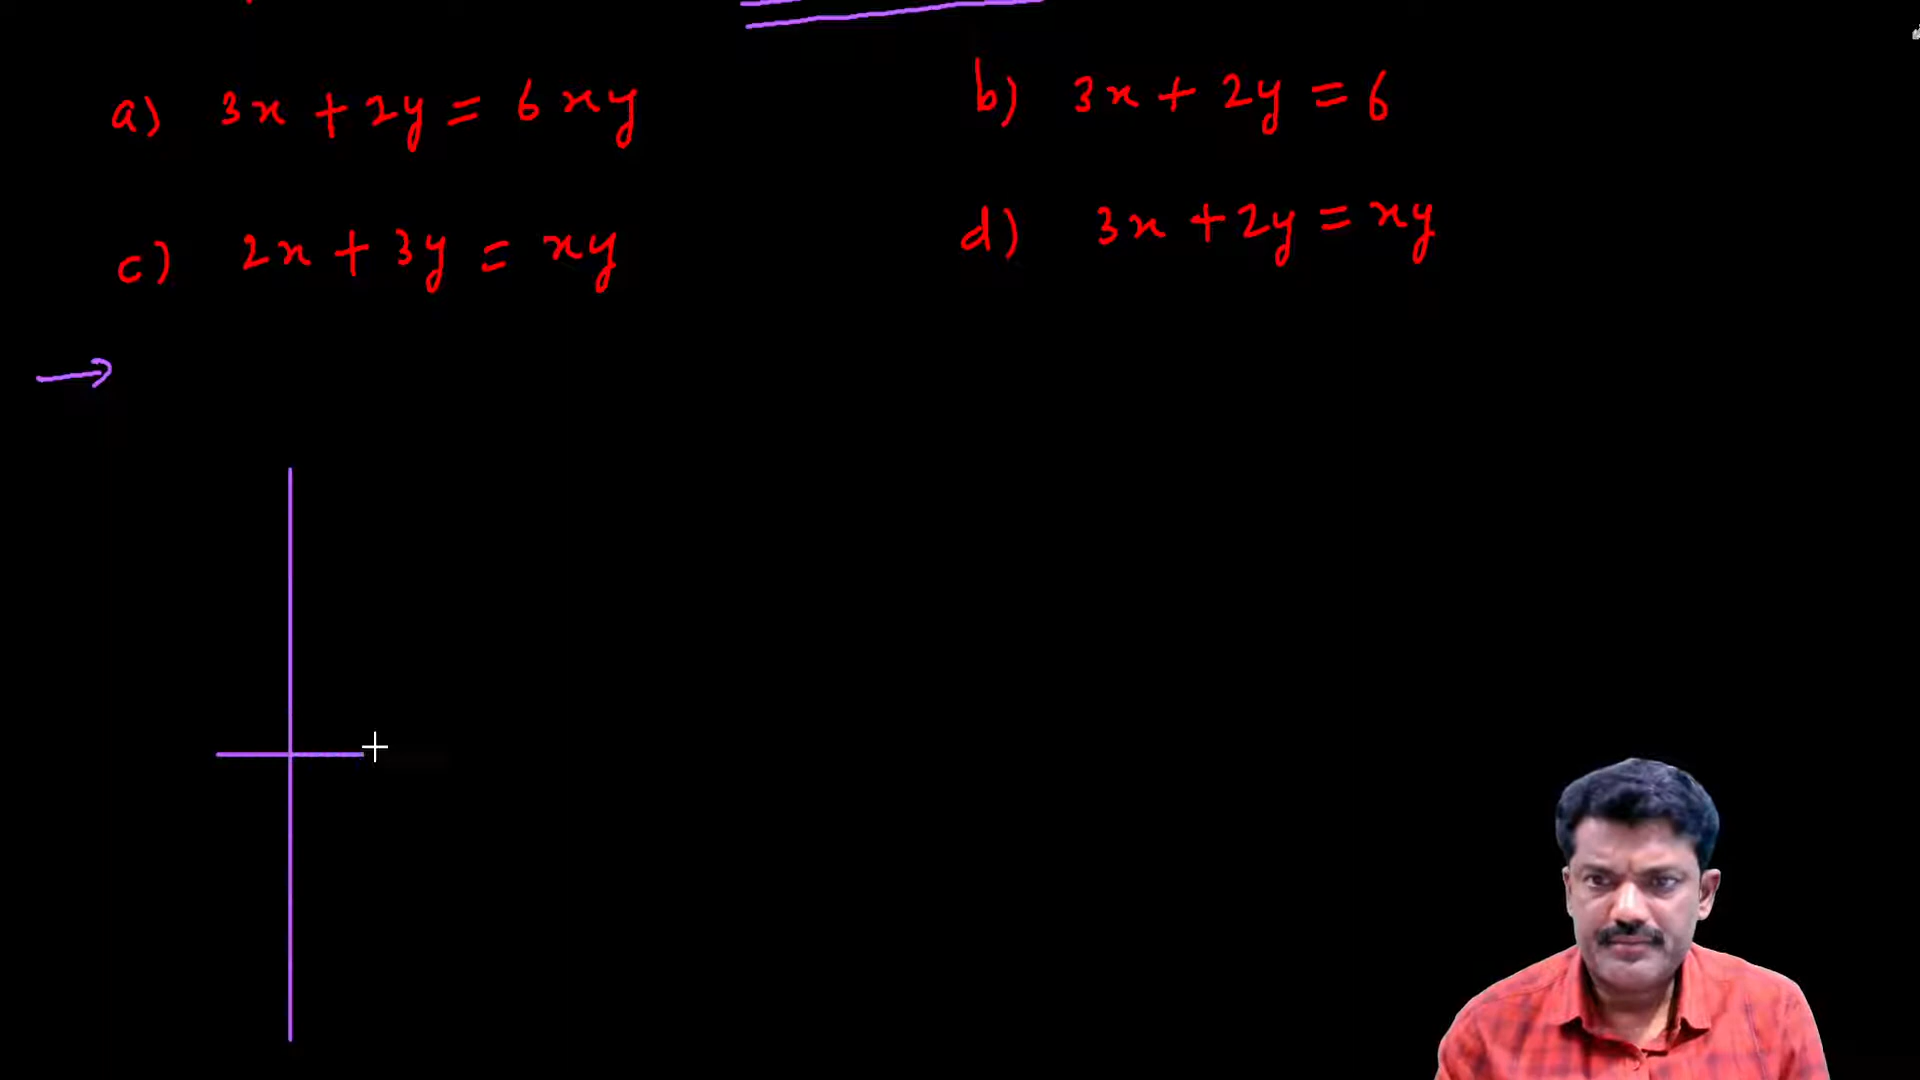 a) 3x + 2y = 6xy
b) 3x + 2y = 6
c) 2x + 3y = xy
d) 3x + 2y = xy